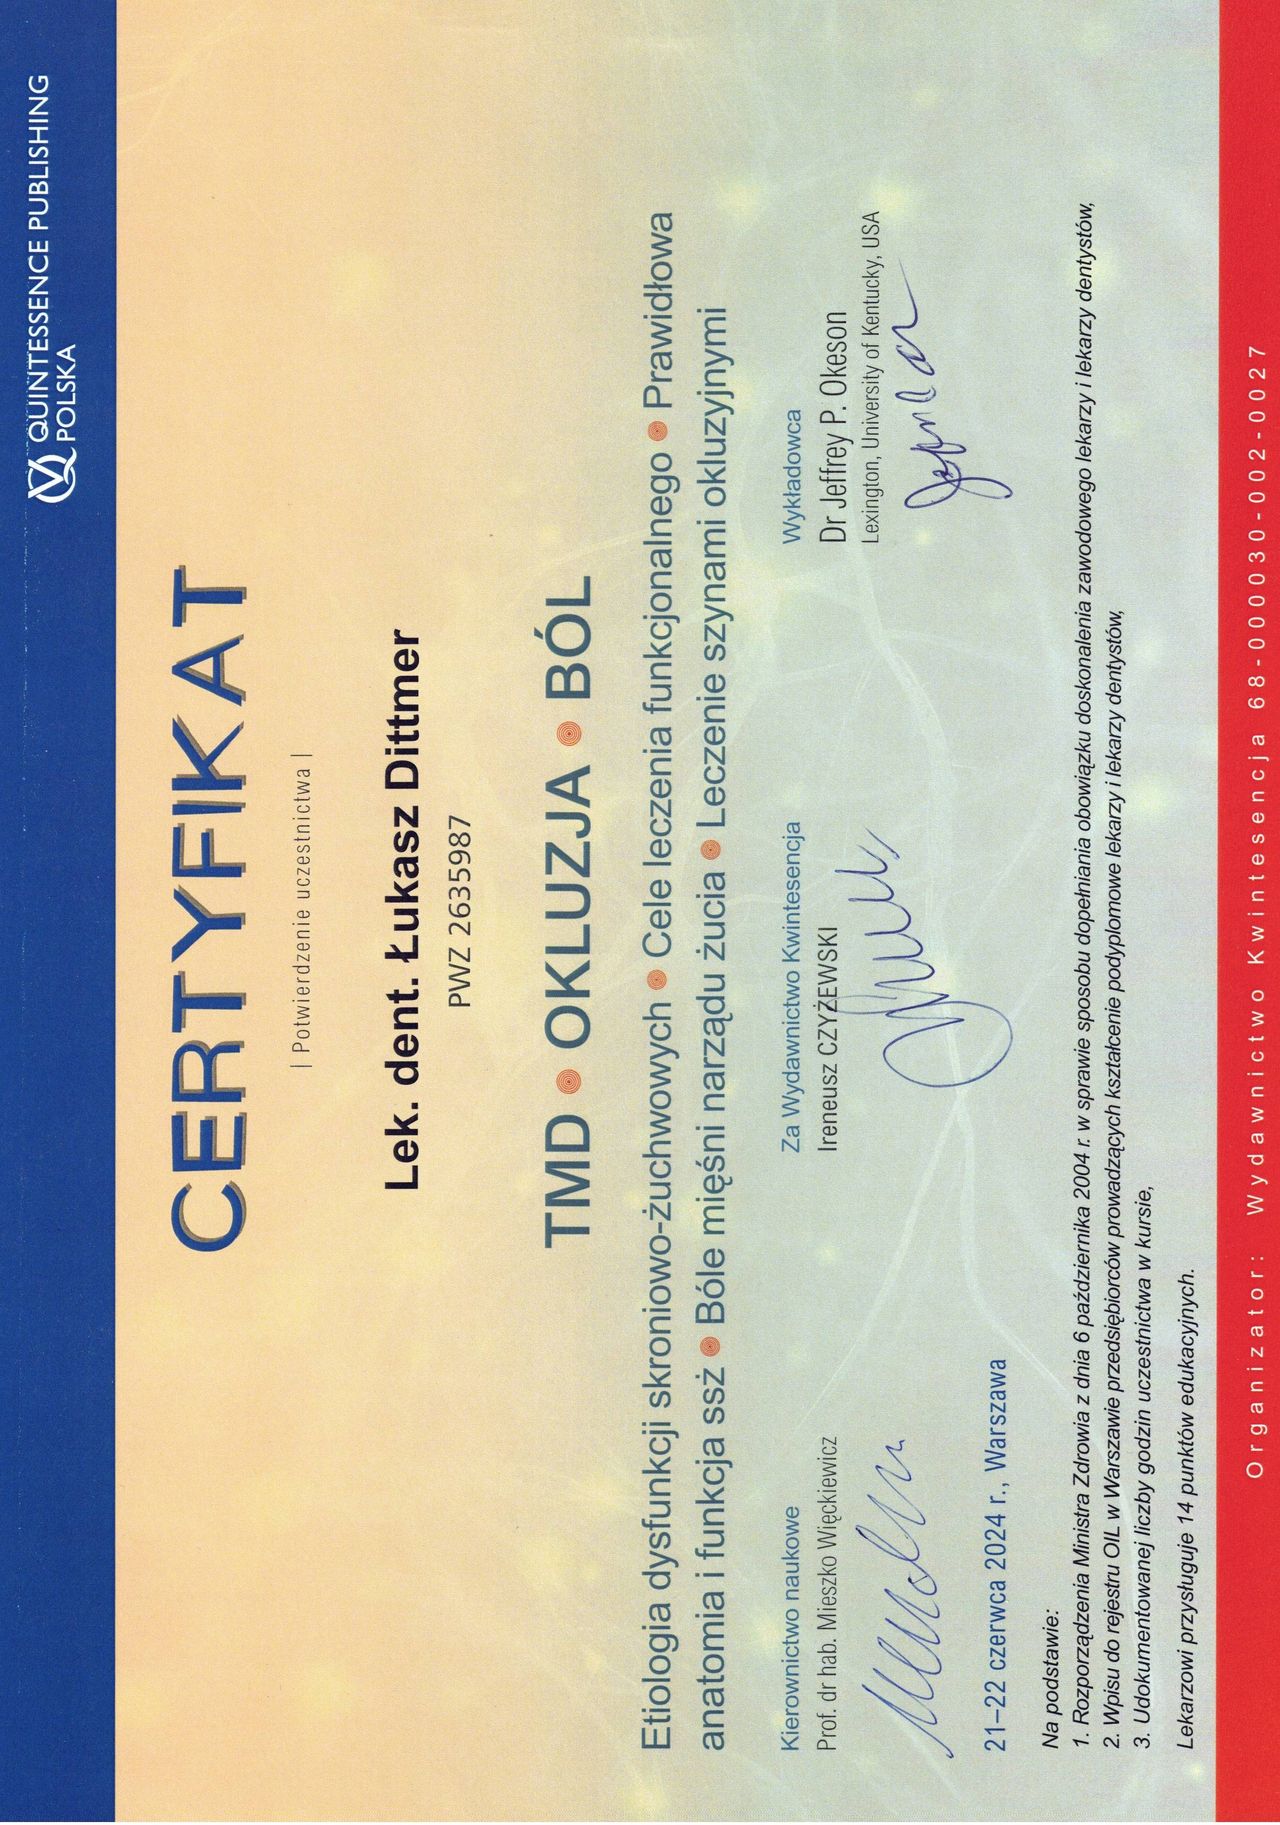 QUINTESSENCE PUBLISHING
POLSKA
CERTYFIKAT
| Potwierdzenie uczestnictwa |
Lek. dent. Łukasz Dittmer
PWZ 2635987
TMD • OKLUZJA • BÓL
Etiologia dysfunkcji skroniowo-żuchwowych • Cele leczenia funkcjonalnego • Prawidłowa
anatomia i funkcja ssż • Bóle mięśni narządu żucia • Leczenie szynami okluzyjnymi
Kierownictwo naukowe
Prof. dr hab. Mieszko Więckiewicz
Za Wydawnictwo Kwintesencja
Ireneusz CZYŻEWSKI
Wykładowca
Dr Jeffrey P. Okeson
Lexington, University of Kentucky, USA
21–22 czerwca 2024 r., Warszawa
Na podstawie:
1. Rozporządzenia Ministra Zdrowia z dnia 6 października 2004 r. w sprawie sposobu dopełniania obowiązku doskonalenia zawodowego lekarzy i lekarzy dentystów,
2. Wpisu do rejestru OIL w Warszawie przedsiębiorców prowadzących kształcenie podyplomowe lekarzy i lekarzy dentystów,
3. Udokumentowanej liczby godzin uczestnictwa w kursie,
Lekarzowi przysługuje 14 punktów edukacyjnych.
Organizator: Wydawnictwo Kwintesencja 68-000030-002-0027